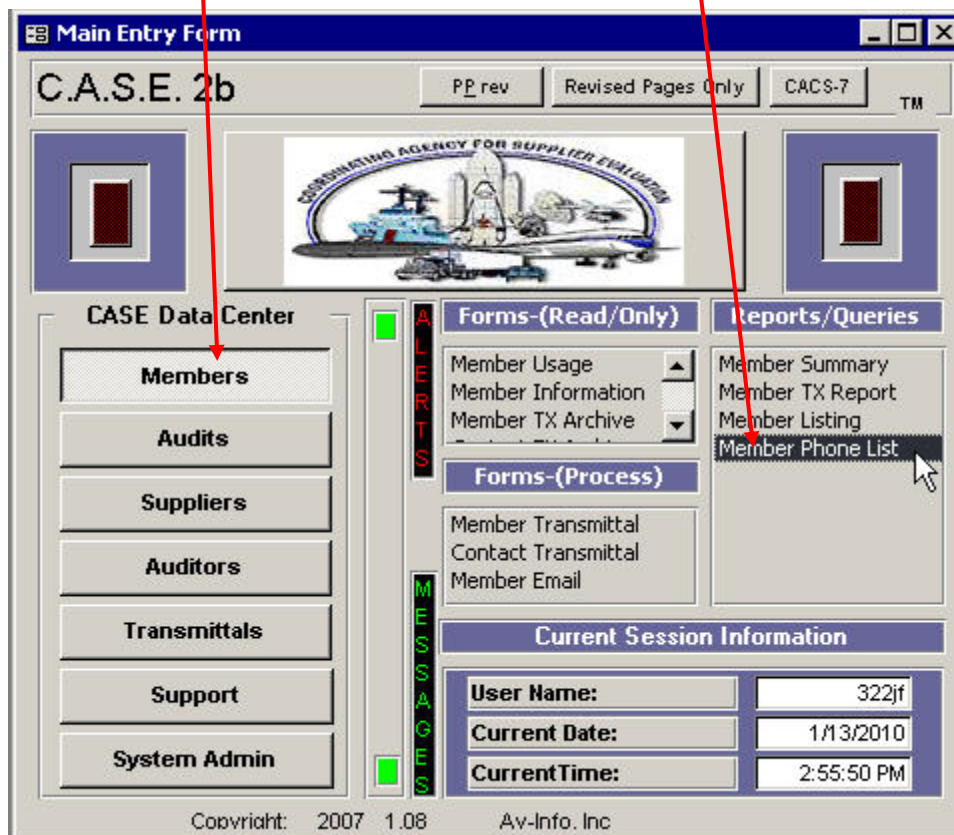 Main Entry Form
C.A.S.E. 2b
PP rev
Revised Pages Only
CACS-7
TM
COORDINATING AGENCY FOR SUPPLIER EVALUATION
CASE Data Center
Members
Audits
Suppliers
Auditors
Transmittals
Support
System Admin
ALERTS
MESSAGES
Forms-(Read/Only)
Member Usage
Member Information
Member TX Archive
Forms-(Process)
Member Transmittal
Contact Transmittal
Member Email
Reports/Queries
Member Summary
Member TX Report
Member Listing
Member Phone List
Current Session Information
User Name: 322jf
Current Date: 1/13/2010
CurrentTime: 2:55:50 PM
Copyright: 2007 1.08 Av-Info, Inc